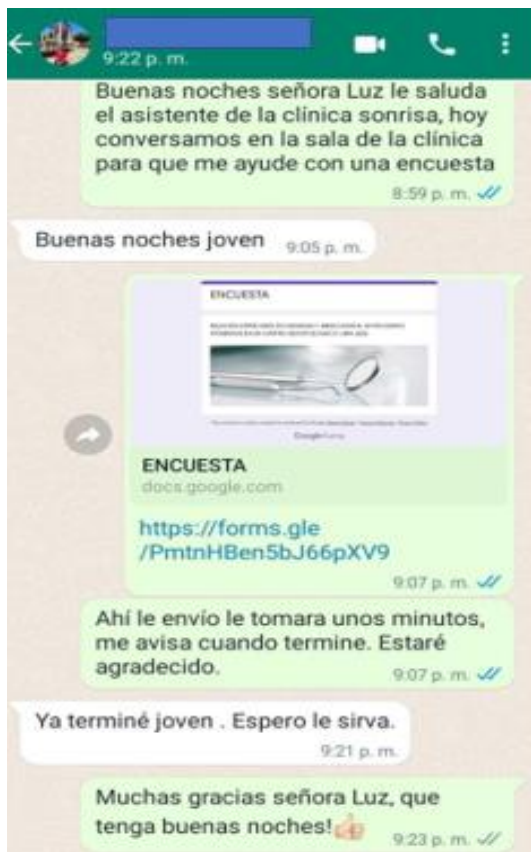 9:22 p. m.
Buenas noches señora Luz le saluda
el asistente de la clínica sonrisa, hoy
conversamos en la sala de la clínica
para que me ayude con una encuesta
8:59 p. m.
Buenas noches joven 9:05 p. m.
ENCUESTA
ENCUESTA
docs.google.com
https://forms.gle
/PmtnHBen5bJ66pXV9
9:07 p. m.
Ahí le envío le tomara unos minutos,
me avisa cuando termine. Estaré
agradecido. 9:07 p. m.
Ya terminé joven . Espero le sirva.
9:21 p. m.
Muchas gracias señora Luz, que
tenga buenas noches!👍 9:23 p. m.